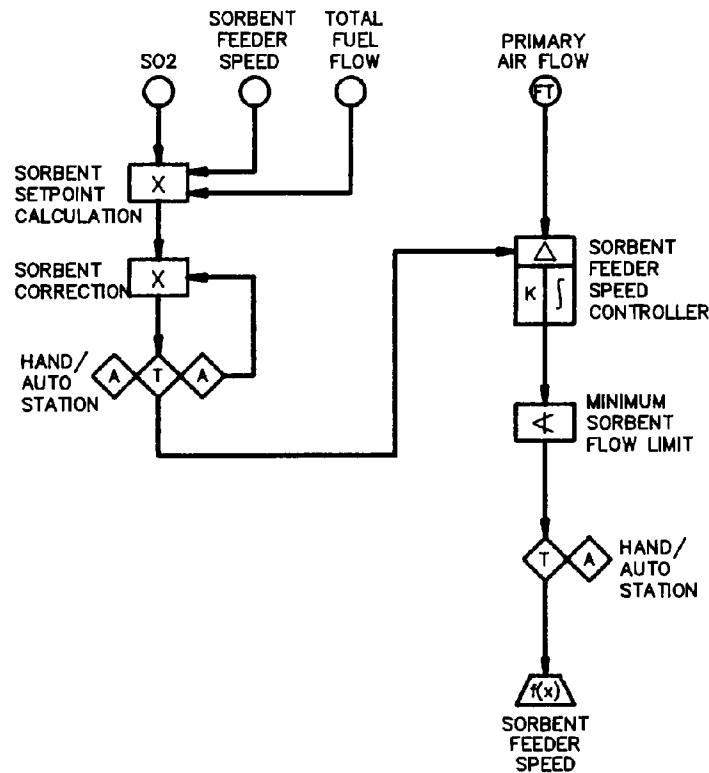 SO2
SORBENT
FEEDER
SPEED
TOTAL
FUEL
FLOW
PRIMARY
AIR FLOW
FT
SORBENT
SETPOINT
CALCULATION
X
SORBENT
CORRECTION
X
HAND/
AUTO
STATION
A
T
A
Δ
K
∫
SORBENT
FEEDER
SPEED
CONTROLLER
MINIMUM
SORBENT
FLOW LIMIT
T
A
HAND/
AUTO
STATION
f(x)
SORBENT
FEEDER
SPEED